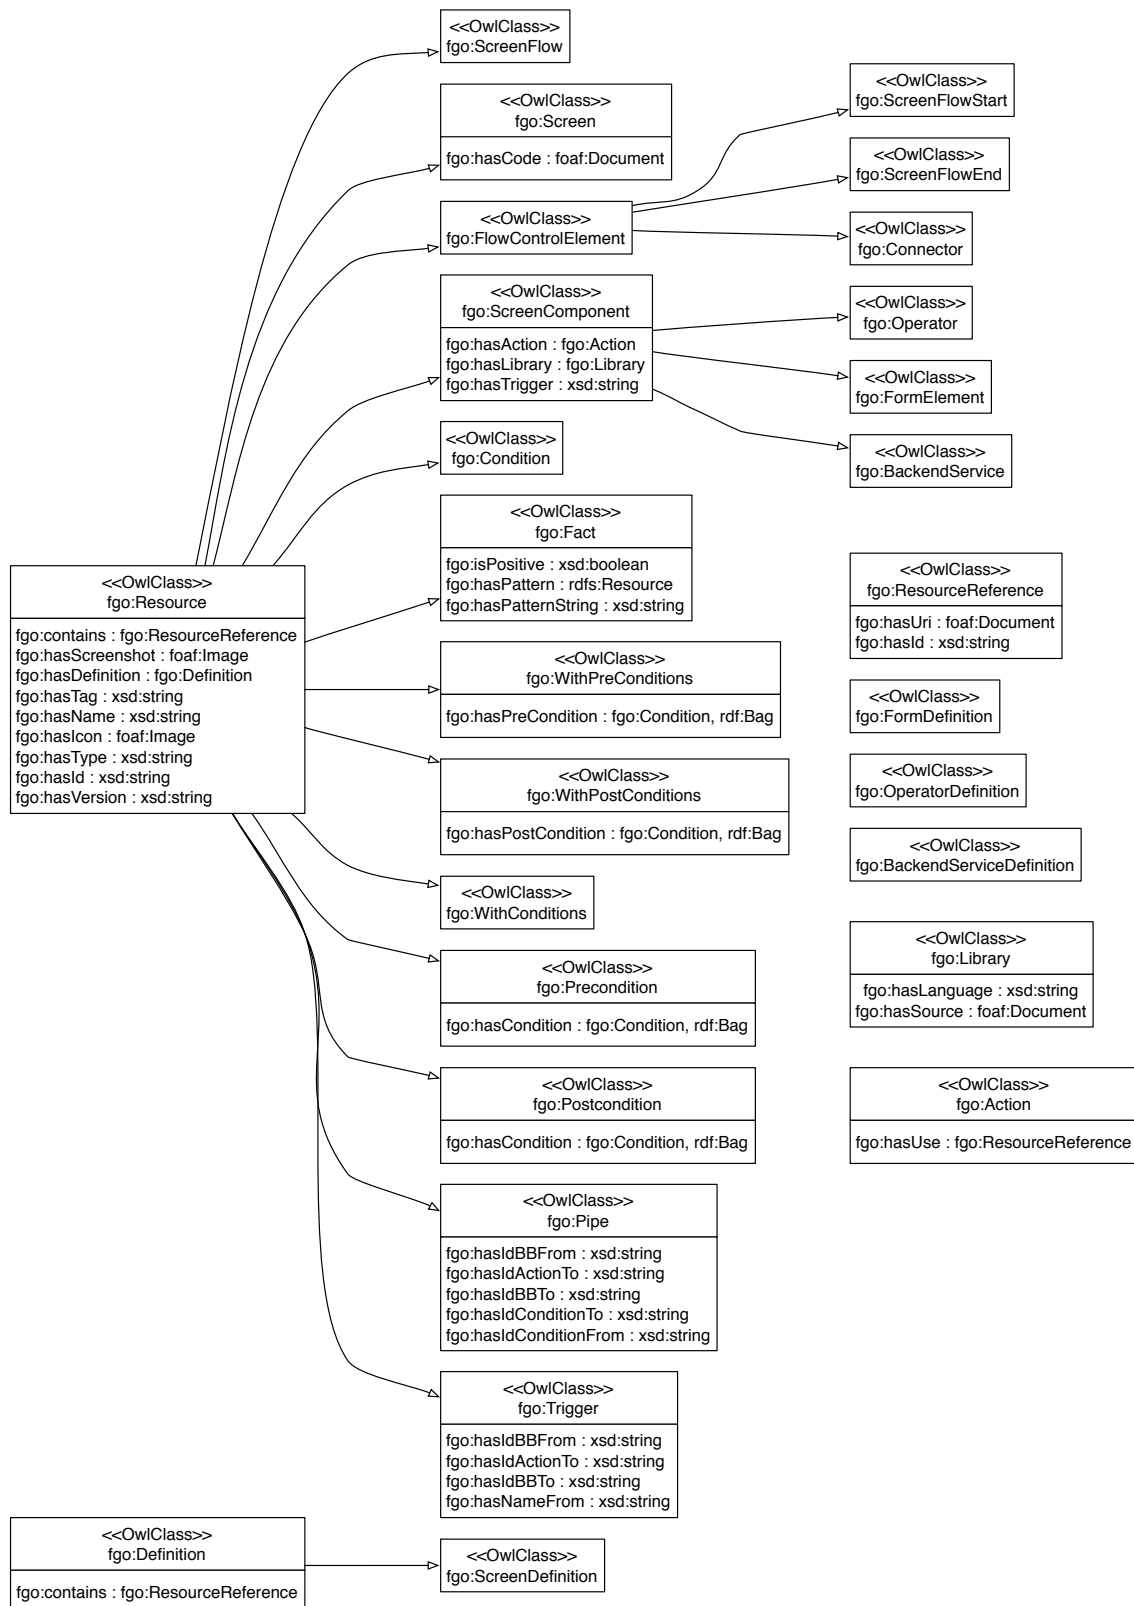 <<OwlClass>>
fgo:ScreenFlow
<<OwlClass>>
fgo:Screen
fgo:hasCode : foaf:Document
<<OwlClass>>
fgo:FlowControlElement
<<OwlClass>>
fgo:ScreenComponent
fgo:hasAction : fgo:Action
fgo:hasLibrary : fgo:Library
fgo:hasTrigger : xsd:string
<<OwlClass>>
fgo:Condition
<<OwlClass>>
fgo:Fact
fgo:isPositive : xsd:boolean
fgo:hasPattern : rdfs:Resource
fgo:hasPatternString : xsd:string
<<OwlClass>>
fgo:WithPreConditions
fgo:hasPreCondition : fgo:Condition, rdf:Bag
<<OwlClass>>
fgo:WithPostConditions
fgo:hasPostCondition : fgo:Condition, rdf:Bag
<<OwlClass>>
fgo:WithConditions
<<OwlClass>>
fgo:Precondition
fgo:hasCondition : fgo:Condition, rdf:Bag
<<OwlClass>>
fgo:Postcondition
fgo:hasCondition : fgo:Condition, rdf:Bag
<<OwlClass>>
fgo:Pipe
fgo:hasIdBBFrom : xsd:string
fgo:hasIdActionTo : xsd:string
fgo:hasIdBBTo : xsd:string
fgo:hasIdConditionTo : xsd:string
fgo:hasIdConditionFrom : xsd:string
<<OwlClass>>
fgo:Trigger
fgo:hasIdBBFrom : xsd:string
fgo:hasIdActionTo : xsd:string
fgo:hasIdBBTo : xsd:string
fgo:hasNameFrom : xsd:string
<<OwlClass>>
fgo:ScreenDefinition
<<OwlClass>>
fgo:Resource
fgo:contains : fgo:ResourceReference
fgo:hasScreenshot : foaf:Image
fgo:hasDefinition : fgo:Definition
fgo:hasTag : xsd:string
fgo:hasName : xsd:string
fgo:hasIcon : foaf:Image
fgo:hasType : xsd:string
fgo:hasId : xsd:string
fgo:hasVersion : xsd:string
<<OwlClass>>
fgo:Definition
fgo:contains : fgo:ResourceReference
<<OwlClass>>
fgo:ScreenFlowStart
<<OwlClass>>
fgo:ScreenFlowEnd
<<OwlClass>>
fgo:Connector
<<OwlClass>>
fgo:Operator
<<OwlClass>>
fgo:FormElement
<<OwlClass>>
fgo:BackendService
<<OwlClass>>
fgo:ResourceReference
fgo:hasUri : foaf:Document
fgo:hasId : xsd:string
<<OwlClass>>
fgo:FormDefinition
<<OwlClass>>
fgo:OperatorDefinition
<<OwlClass>>
fgo:BackendServiceDefinition
<<OwlClass>>
fgo:Library
fgo:hasLanguage : xsd:string
fgo:hasSource : foaf:Document
<<OwlClass>>
fgo:Action
fgo:hasUse : fgo:ResourceReference